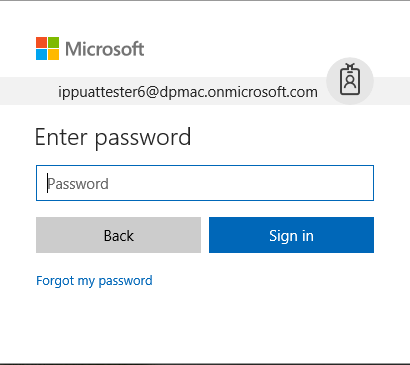 Microsoft
ippuattester6@dpmac.onmicrosoft.com
Enter password
Password
Back Sign in
Forgot my password